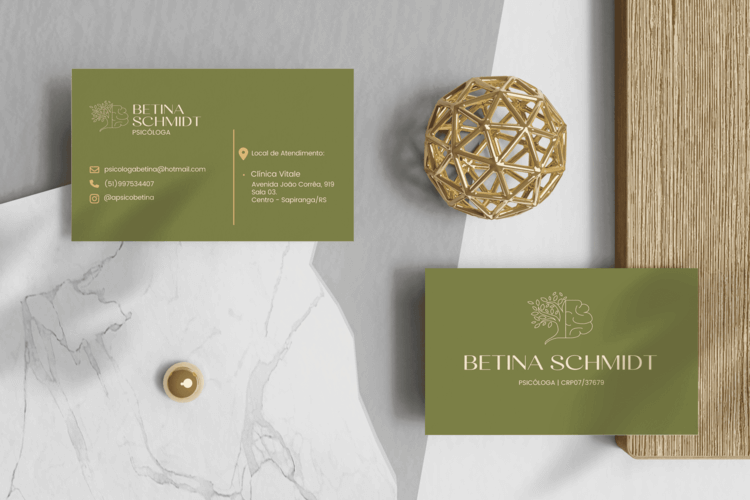 BETINA
SCHMIDT
PSICÓLOGA
psicologabetina@hotmail.com
(51)997534407
@apsicobetina
Local de Atendimento:
• Clínica Vitale
Avenida João Corrêa, 919
Sala 03.
Centro - Sapiranga/RS
BETINA SCHMIDT
PSICÓLOGA | CRP07/37679